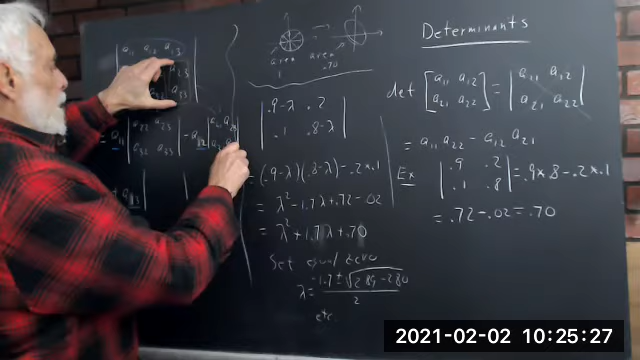 Determinants
det [a11 a12 a21 a22] = |a11 a12 a21 a22|
= a11 a22 - a12 a21
Ex |.9 .2 .1 .8| = .9×.8 - .2×.1
= .72 - .02 = .70
area 1 → area .70
|.9-λ .2 .1 .8-λ|
= (.9-λ)(.8-λ) - .2×.1
= λ² - 1.7λ + .72 - .02
= λ² + 1.7λ + .70
Set equal zero
λ = -1.7 ± √2.89 - 2.80 / 2
etc.
a11 a12 a13
a23
a11 |a22 a23 a32 a33| - a12
2021-02-02 10:25:27